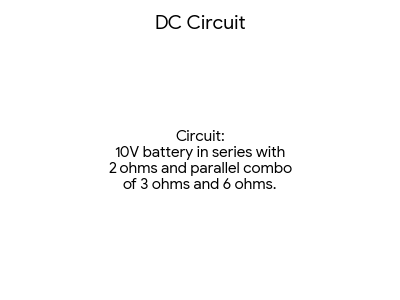 DC Circuit
Circuit:
10V battery in series with
2 ohms and parallel combo
of 3 ohms and 6 ohms.